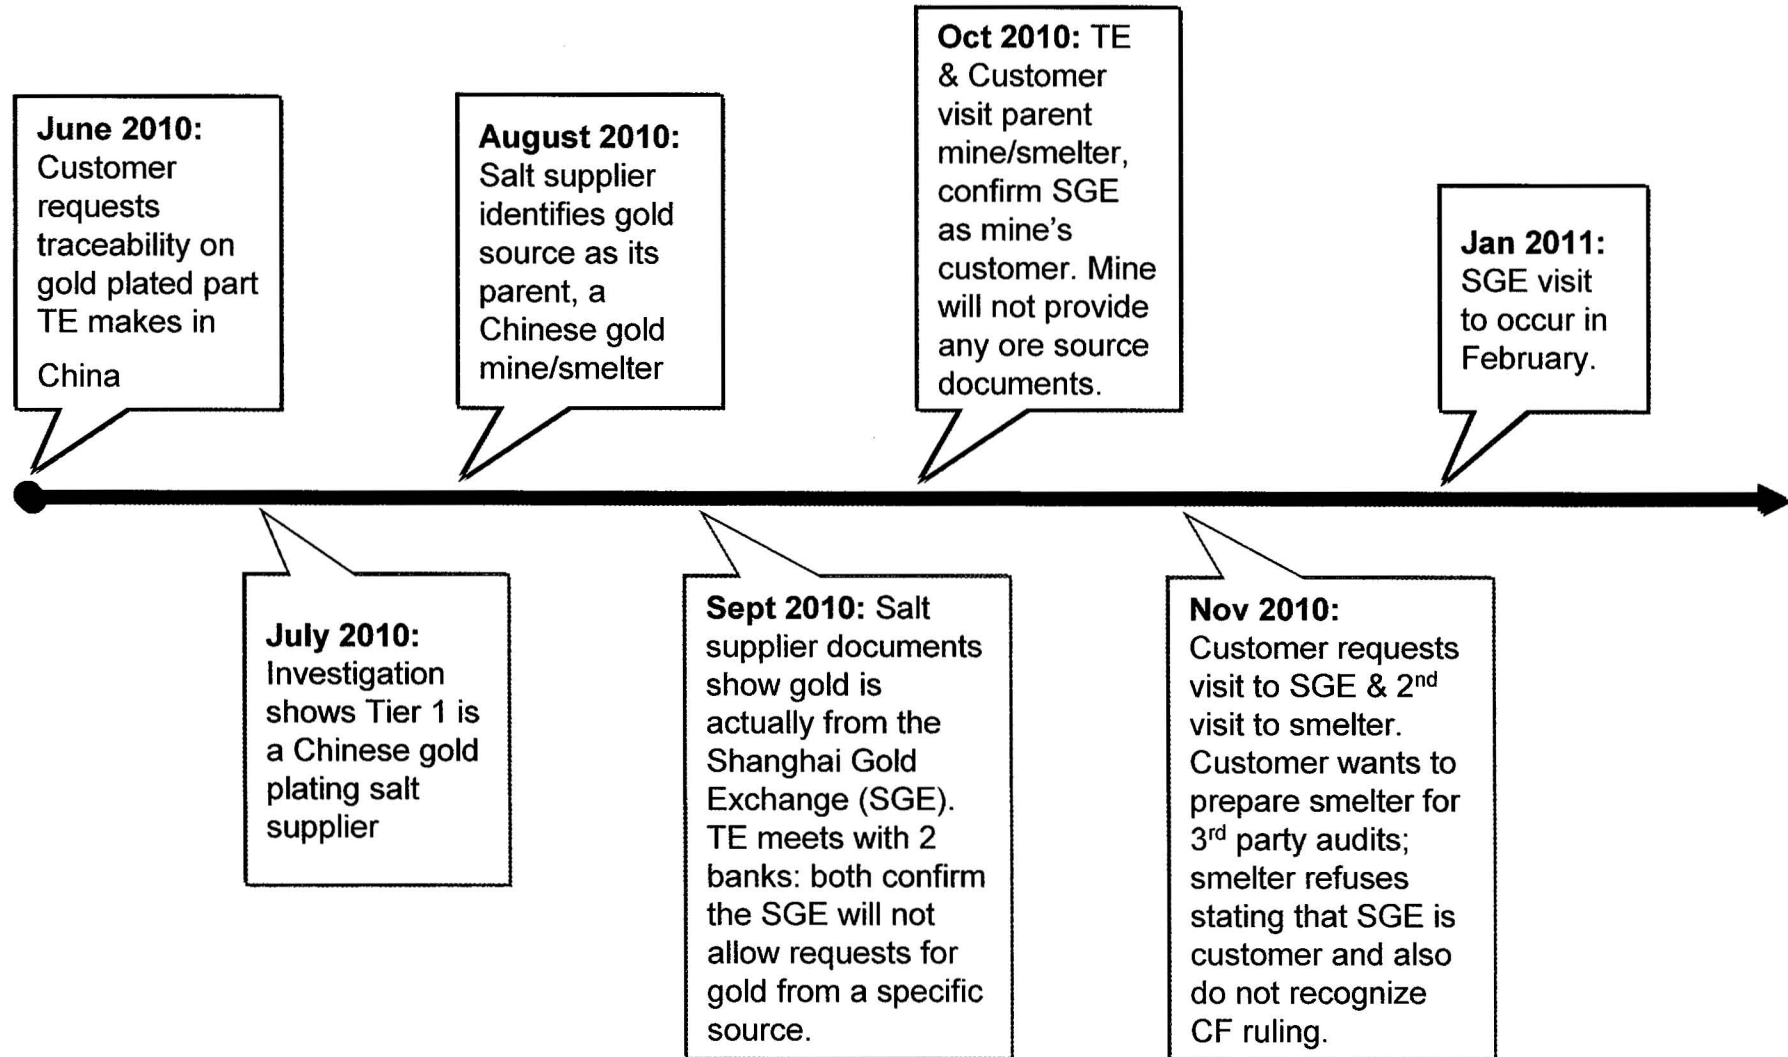 June 2010:
Customer
requests
traceability on
gold plated part
TE makes in
China
July 2010:
Investigation
shows Tier 1 is
a Chinese gold
plating salt
supplier
August 2010:
Salt supplier
identifies gold
source as its
parent, a
Chinese gold
mine/smelter
Sept 2010: Salt
supplier documents
show gold is
actually from the
Shanghai Gold
Exchange (SGE).
TE meets with 2
banks: both confirm
the SGE will not
allow requests for
gold from a specific
source.
Oct 2010: TE
& Customer
visit parent
mine/smelter,
confirm SGE
as mine's
customer. Mine
will not provide
any ore source
documents.
Nov 2010:
Customer requests
visit to SGE & 2nd
visit to smelter.
Customer wants to
prepare smelter for
3rd party audits;
smelter refuses
stating that SGE is
customer and also
do not recognize
CF ruling.
Jan 2011:
SGE visit
to occur in
February.